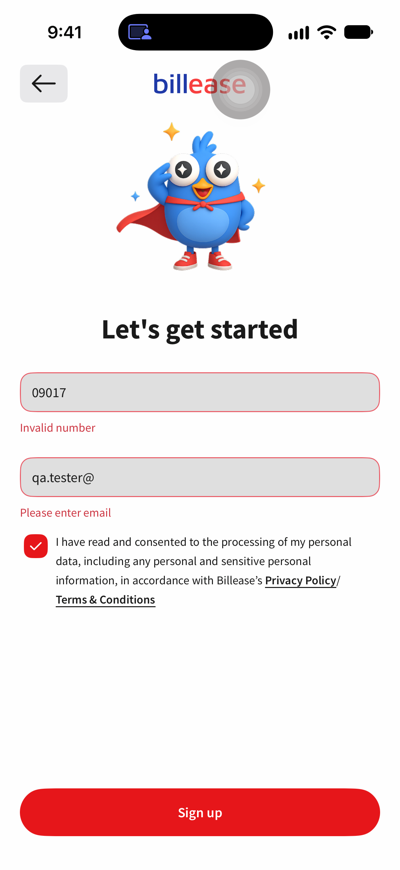 9:41
billease
Let's get started
09017
Invalid number
qa.tester@
Please enter email
I have read and consented to the processing of my personal
data, including any personal and sensitive personal
information, in accordance with Billease’s Privacy Policy/
Terms & Conditions
Sign up